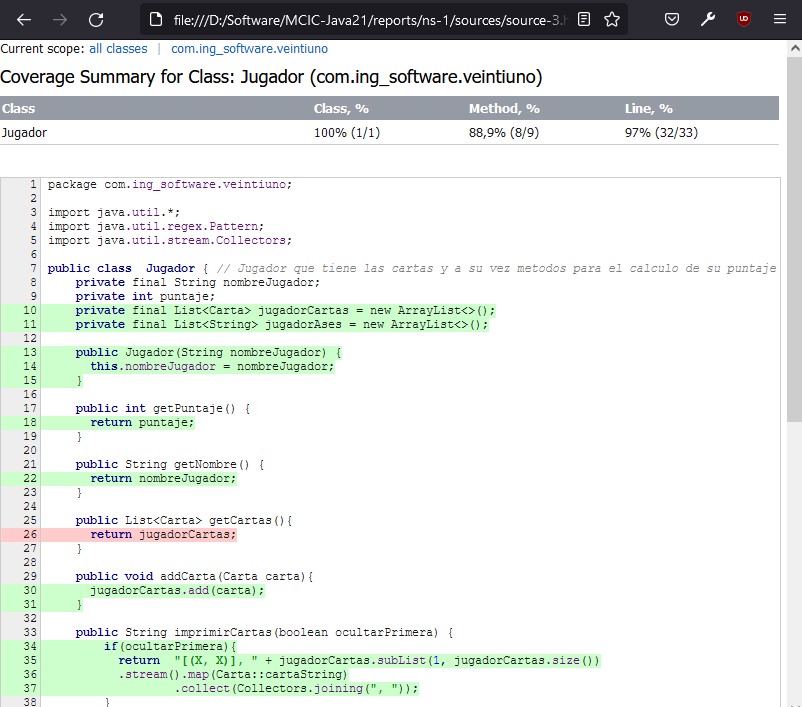 file:///D:/Software/MCIC-Java21/reports/ns-1/sources/source-3.h
Current scope: all classes | com.ing_software.veintiuno
Coverage Summary for Class: Jugador (com.ing_software.veintiuno)
Class Class, % Method, % Line, %
Jugador 100% (1/1) 88,9% (8/9) 97% (32/33)
1 package com.ing_software.veintiuno;
2
3 import java.util.*;
4 import java.util.regex.Pattern;
5 import java.util.stream.Collectors;
6
7 public class  Jugador { // Jugador que tiene las cartas y a su vez metodos para el calculo de su puntaje
8     private final String nombreJugador;
9     private int puntaje;
10     private final List<Carta> jugadorCartas = new ArrayList<>();
11     private final List<String> jugadorAses = new ArrayList<>();
12
13     public Jugador(String nombreJugador) {
14       this.nombreJugador = nombreJugador;
15     }
16
17     public int getPuntaje() {
18       return puntaje;
19     }
20
21     public String getNombre() {
22       return nombreJugador;
23     }
24
25     public List<Carta> getCartas(){
26       return jugadorCartas;
27     }
28
29     public void addCarta(Carta carta){
30       jugadorCartas.add(carta);
31     }
32
33     public String imprimirCartas(boolean ocultarPrimera) {
34         if(ocultarPrimera){
35           return  "[(X, X)], " + jugadorCartas.subList(1, jugadorCartas.size())
36           .stream().map(Carta::cartaString)
37                   .collect(Collectors.joining(", "));
38         }